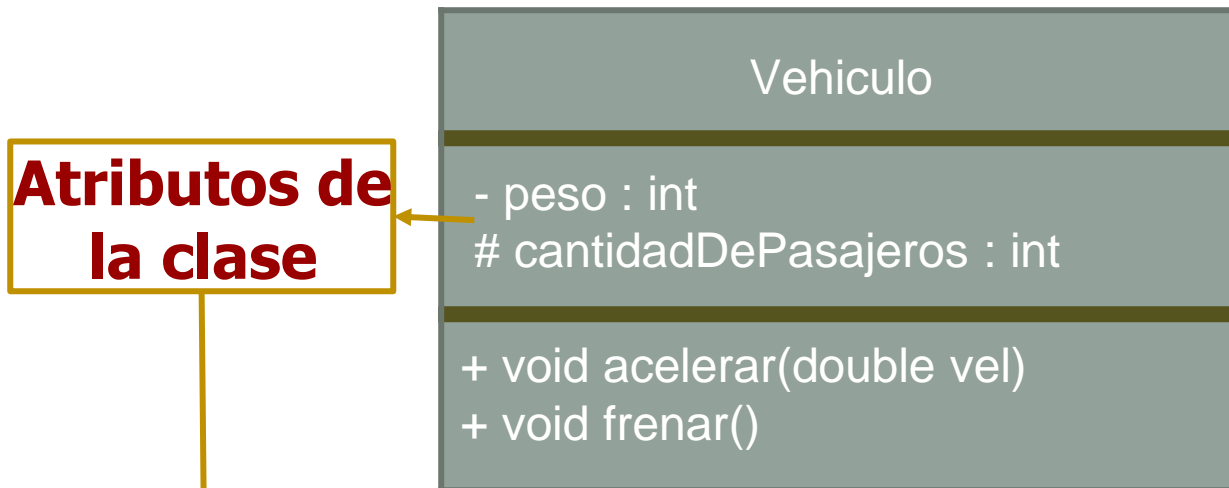 Vehiculo
Atributos de
la clase
- peso : int
# cantidadDePasajeros : int
+ void acelerar(double vel)
+ void frenar()